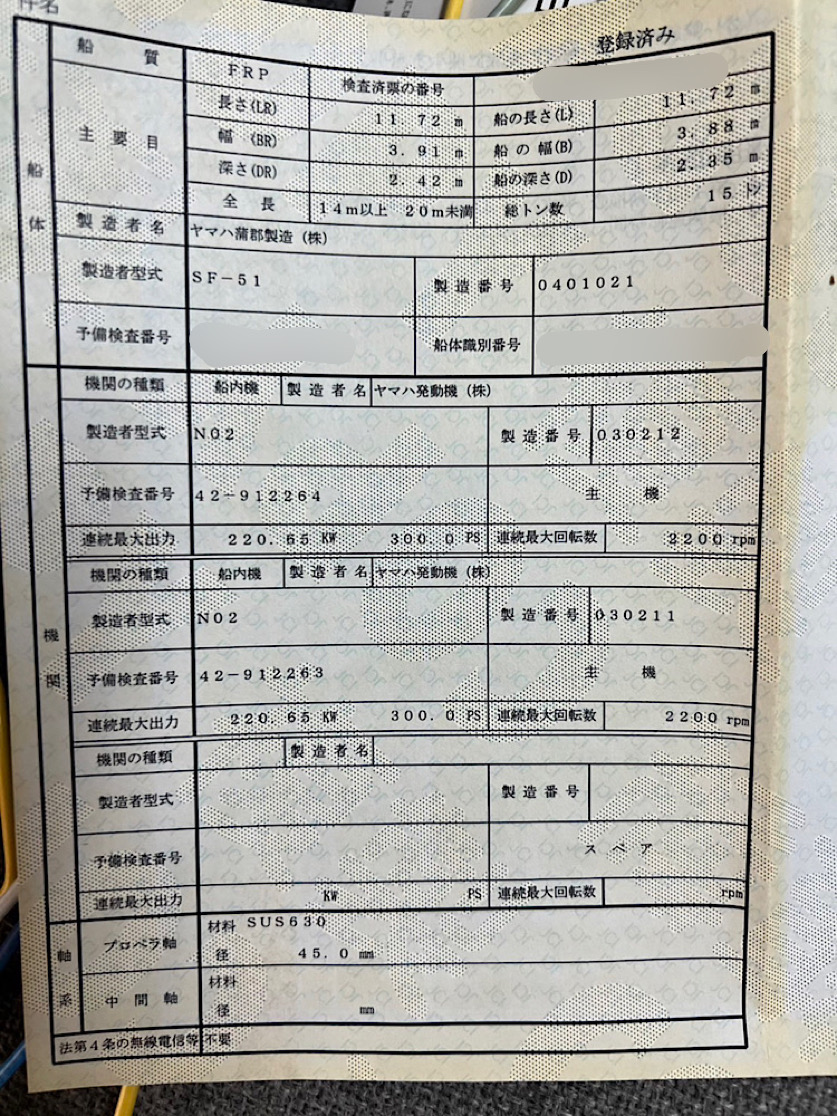 件名
登録済み
船体
船質 FRP 検査済票の番号
主要目 長さ(LR) 11.72 m 船の長さ(L) 11.72 m
幅 (BR) 3.91 m 船の幅(B) 3.88 m
深さ(DR) 2.42 m 船の深さ(D) 2.35 m
全長 14m以上 20m未満 総トン数 15 トン
製造者名 ヤマハ蒲郡製造(株)
製造者型式 SF-51 製造番号 0401021
予備検査番号 船体識別番号
機関
機関の種類 船内機 製造者名 ヤマハ発動機(株)
製造者型式 N02 製造番号 030212
予備検査番号 42-912264 主機
連続最大出力 220.65 KW 300.0 PS 連続最大回転数 2200 rpm
機関の種類 船内機 製造者名 ヤマハ発動機(株)
製造者型式 N02 製造番号 030211
予備検査番号 42-912263 主機
連続最大出力 220.65 KW 300.0 PS 連続最大回転数 2200 rpm
機関の種類 製造者名
製造者型式 製造番号
予備検査番号 スペア
連続最大出力 KW PS 連続最大回転数 rpm
軸系
プロペラ軸 材料 SUS630
径 45.0 mm
中間軸 材料
径 mm
法第4条の無線電信等 不要